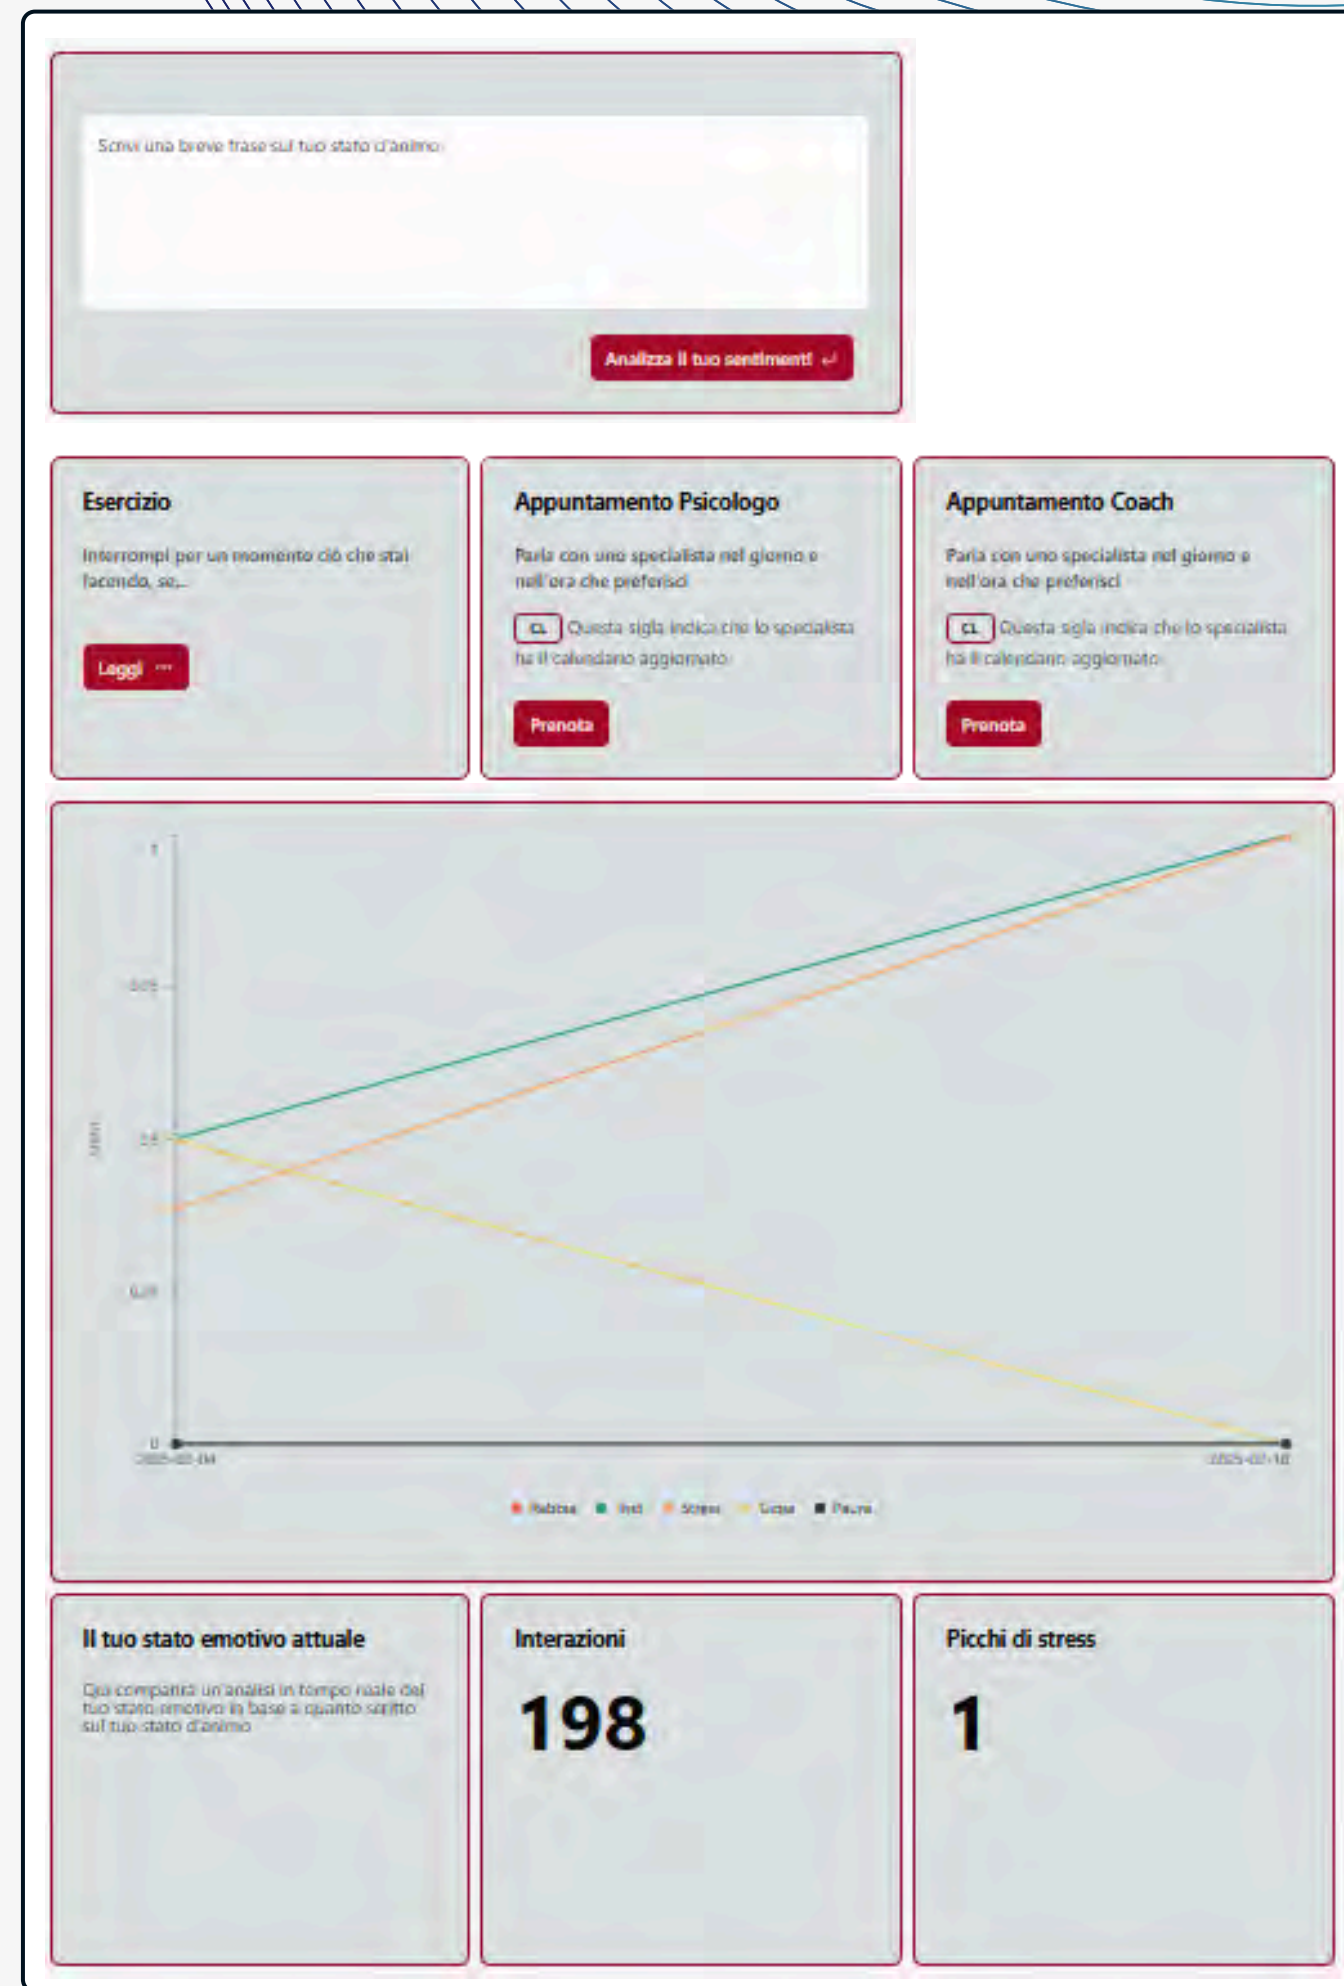 Scrivi una breve frase sul tuo stato d'animo
Analizza il tuo sentiment! ↵
Esercizio
Interrompi per un momento ciò che stai
facendo, se...
Leggi ···
Appuntamento Psicologo
Parla con uno specialista nel giorno e
nell'ora che preferisci
CL Questa sigla indica che lo specialista
ha il calendario aggiornato
Prenota
Appuntamento Coach
Parla con uno specialista nel giorno e
nell'ora che preferisci
CL Questa sigla indica che lo specialista
ha il calendario aggiornato
Prenota
1
0
Rabbia
Stress
Paura
Il tuo stato emotivo attuale
Qui comparirà un'analisi in tempo reale del
tuo stato emotivo in base a quanto scritto
sul tuo stato d'animo
Interazioni
198
Picchi di stress
1